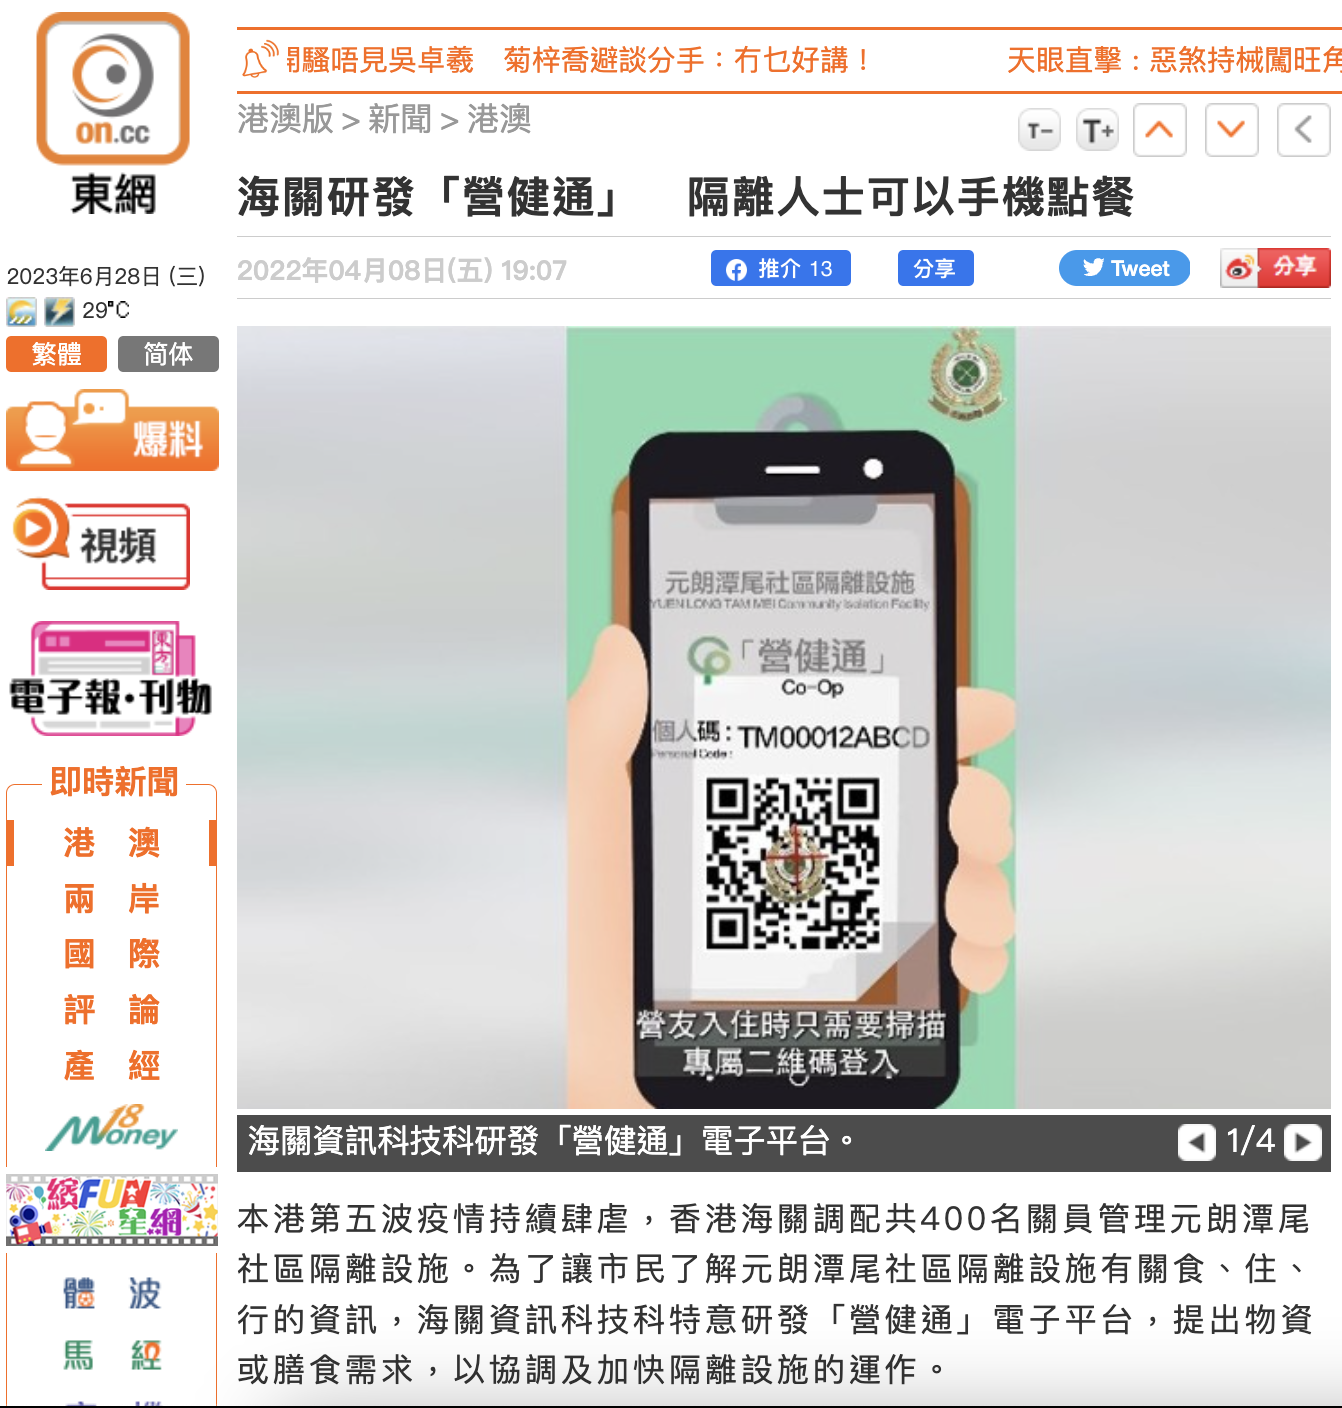 on.cc
東網
2023年6月28日 (三)
29°C
繁體 简体
爆料
視頻
東方
電子報·刊物
即時新聞
港 澳
兩 岸
國 際
評 論
產 經
18 Money
繽FUN星網
體 波
馬 經
騷唔見吳卓羲 菊梓喬避談分手：冇乜好講！ 天眼直擊：惡煞持械闖旺角
港澳版 > 新聞 > 港澳
T- T+
海關研發「營健通」 隔離人士可以手機點餐
2022年04月08日(五) 19:07
推介 13 分享 Tweet 分享
元朗潭尾社區隔離設施
YUEN LONG TAM MEI Community Isolation Facility
「營健通」
Co-Op
個人碼 : TM00012ABCD
Personal Code :
營友入住時只需要掃描
專屬二維碼登入
海關資訊科技科研發「營健通」電子平台。 1/4
本港第五波疫情持續肆虐，香港海關調配共400名關員管理元朗潭尾
社區隔離設施。為了讓市民了解元朗潭尾社區隔離設施有關食、住、
行的資訊，海關資訊科技科特意研發「營健通」電子平台，提出物資
或膳食需求，以協調及加快隔離設施的運作。